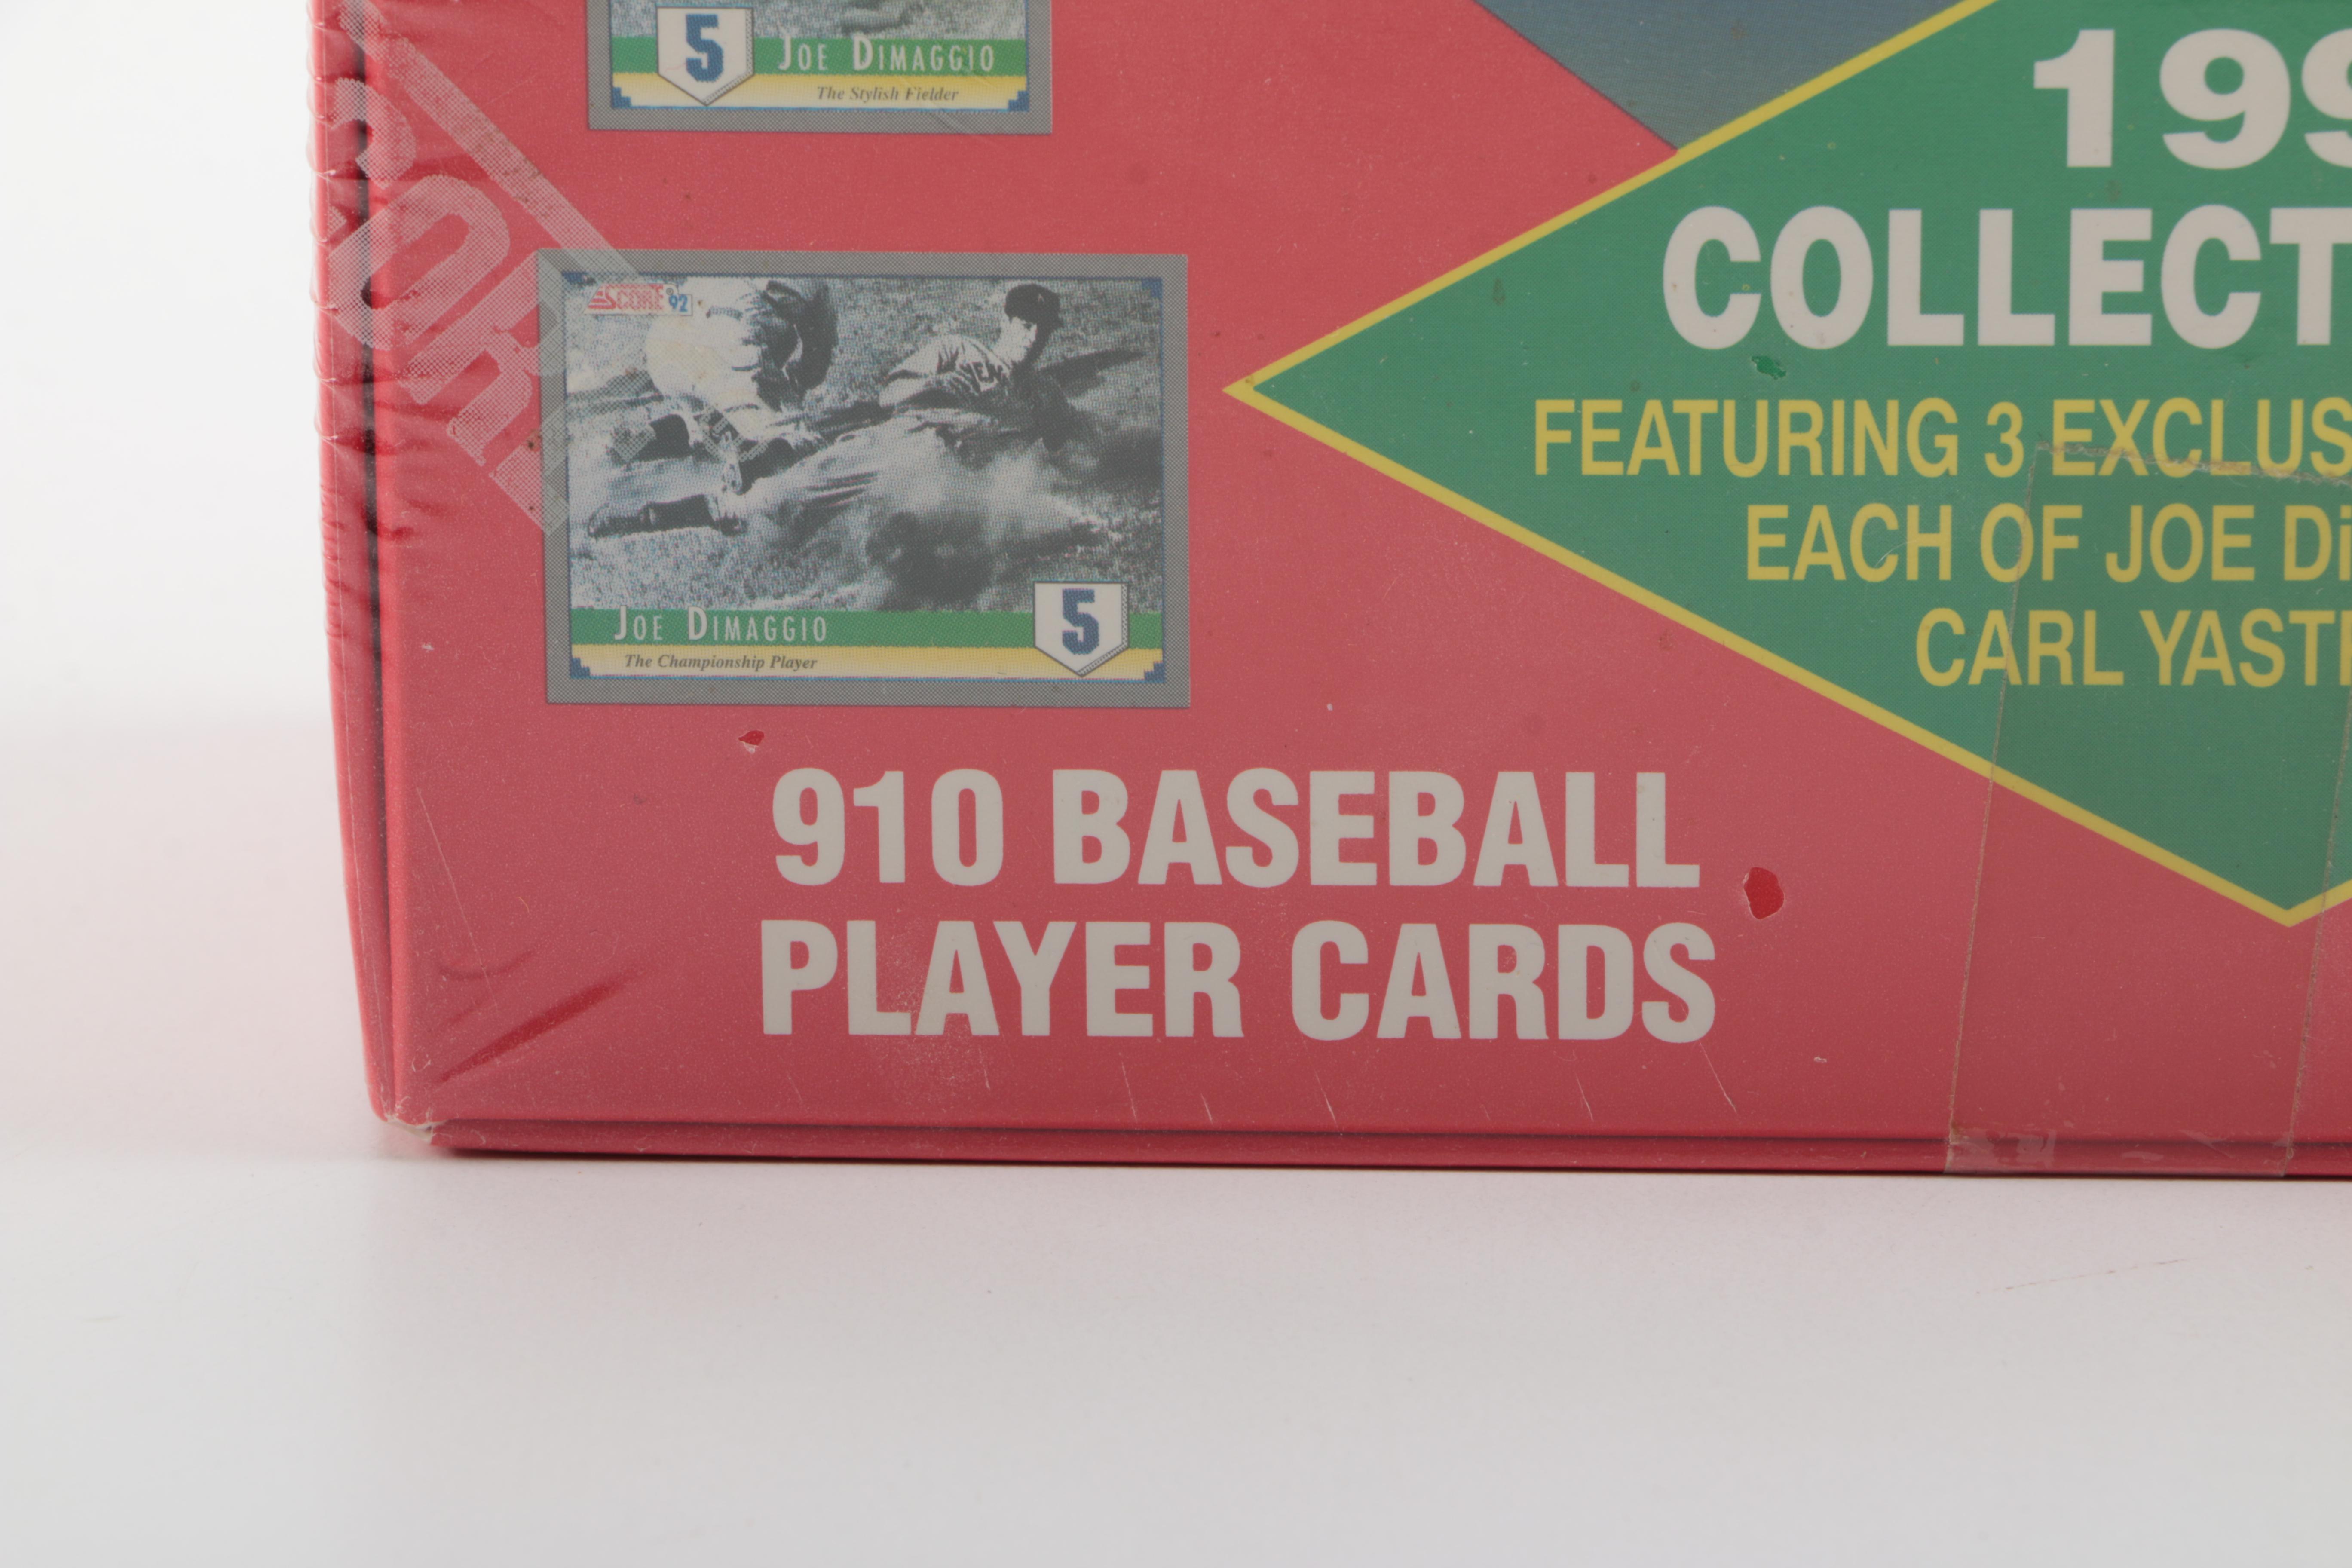 5 JOE DIMAGGIO
The Stylish Fielder
199
COLLECT
SCORE '92
FEATURING 3 EXCLUS
EACH OF JOE Di
CARL YAST
JOE DIMAGGIO 5
The Championship Player
910 BASEBALL
PLAYER CARDS